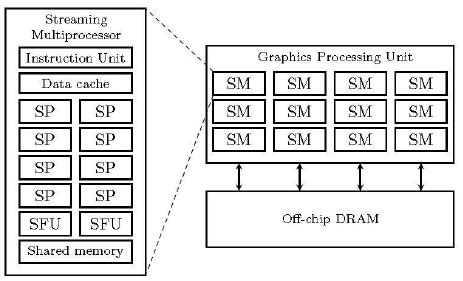 Streaming
Multiprocessor
Instruction Unit
Data cache
SP SP
SP SP
SP SP
SP SP
SFU SFU
Shared memory
Graphics Processing Unit
SM SM SM SM
SM SM SM SM
SM SM SM SM
Off-chip DRAM